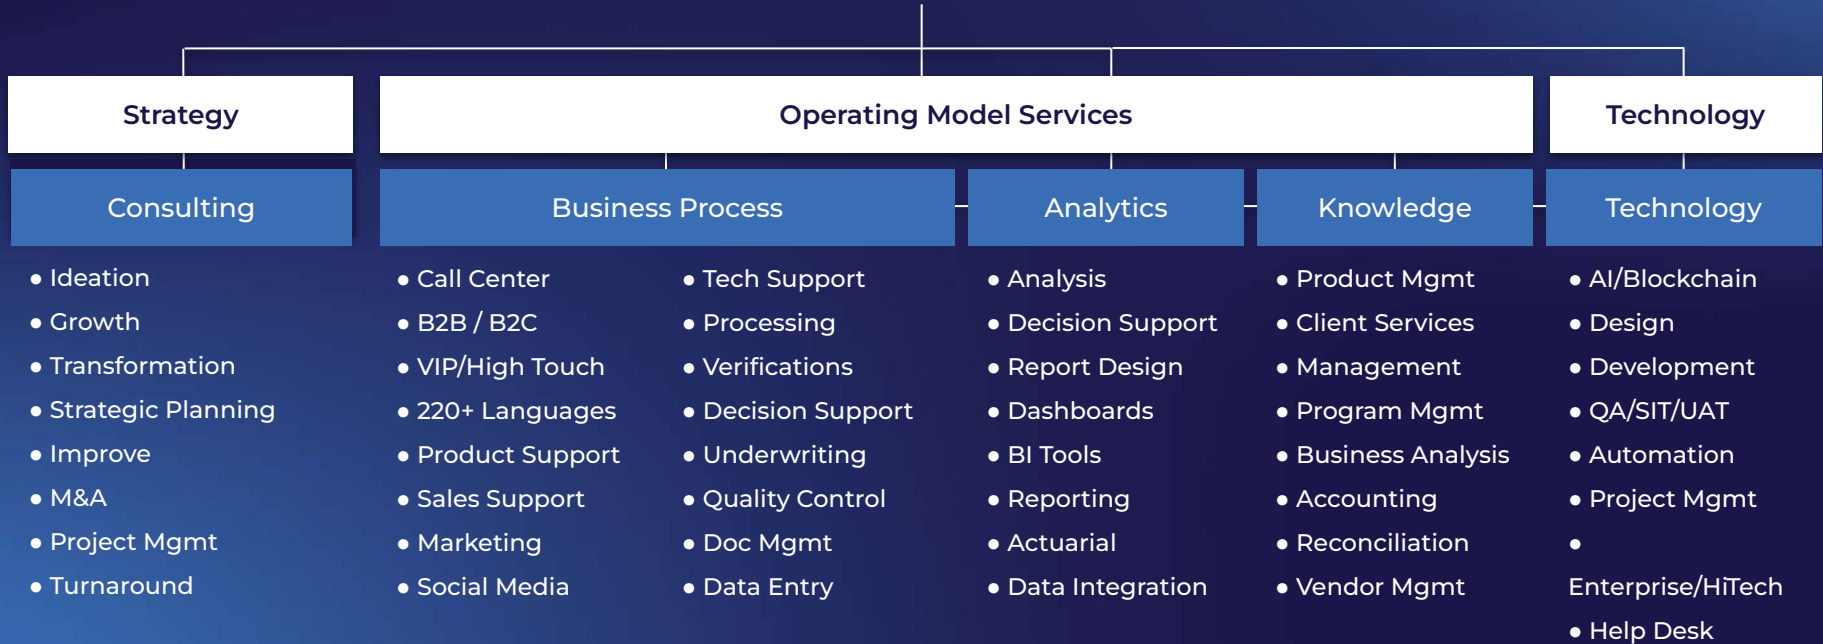 Strategy
Operating Model Services
Technology
Consulting
Business Process
Analytics
Knowledge
Technology
● Ideation
● Growth
● Transformation
● Strategic Planning
● Improve
● M&A
● Project Mgmt
● Turnaround
● Call Center
● B2B / B2C
● VIP/High Touch
● 220+ Languages
● Product Support
● Sales Support
● Marketing
● Social Media
● Tech Support
● Processing
● Verifications
● Decision Support
● Underwriting
● Quality Control
● Doc Mgmt
● Data Entry
● Analysis
● Decision Support
● Report Design
● Dashboards
● BI Tools
● Reporting
● Actuarial
● Data Integration
● Product Mgmt
● Client Services
● Management
● Program Mgmt
● Business Analysis
● Accounting
● Reconciliation
● Vendor Mgmt
● AI/Blockchain
● Design
● Development
● QA/SIT/UAT
● Automation
● Project Mgmt
●
Enterprise/HiTech
● Help Desk